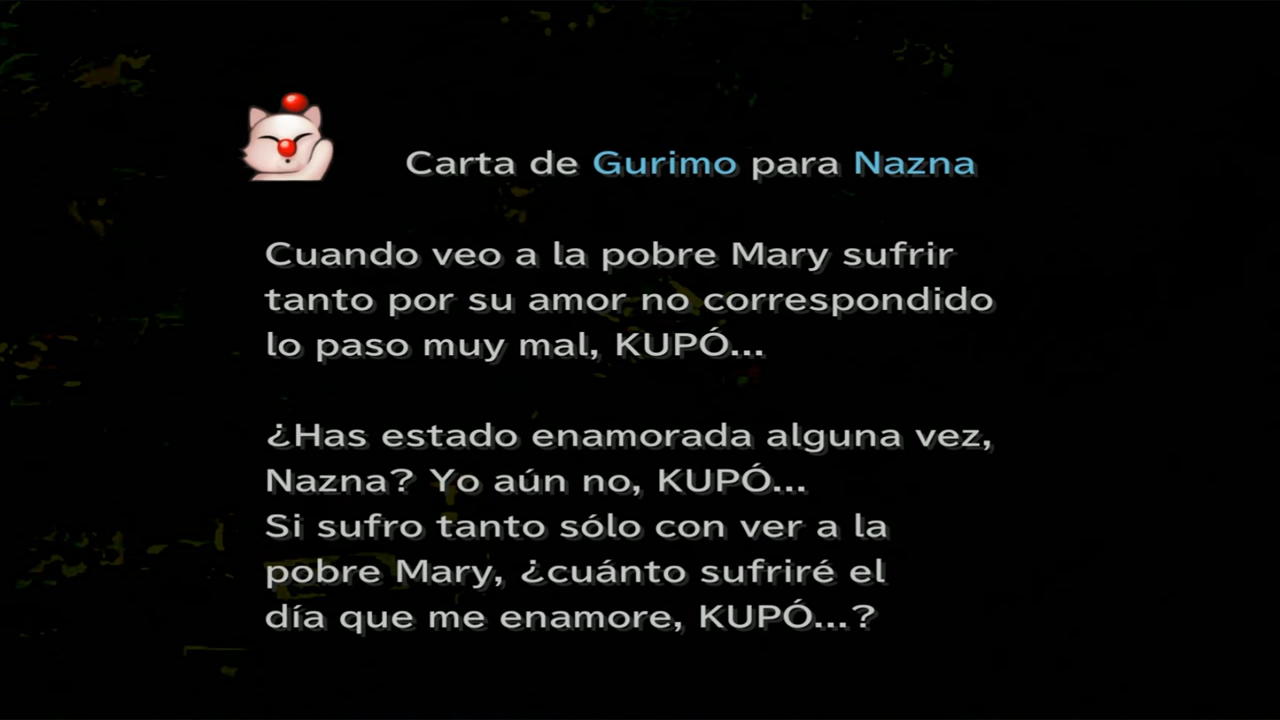 Carta de Gurimo para Nazna
Cuando veo a la pobre Mary sufrir
tanto por su amor no correspondido
lo paso muy mal, KUPÓ...
¿Has estado enamorada alguna vez,
Nazna? Yo aún no, KUPÓ...
Si sufro tanto sólo con ver a la
pobre Mary, ¿cuánto sufriré el
día que me enamore, KUPÓ...?